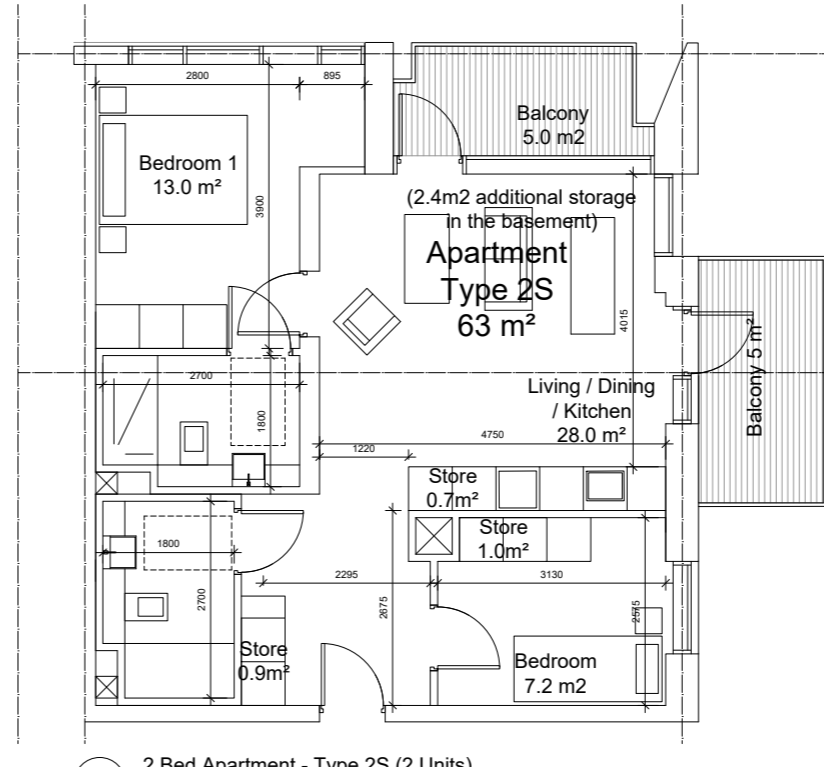 2800
895
Balcony
5.0 m2
Bedroom 1
13.0 m²
3900
(2.4m2 additional storage
in the basement)
Apartment
Type 2S
63 m²
4015
Balcony 5 m²
2700
1800
Living / Dining
/ Kitchen
28.0 m²
4750
1220
Store
0.7m²
Store
1.0m²
1800
2700
2295
3130
2675
2575
Store
0.9m²
Bedroom
7.2 m2
2 Bed Apartment - Type 2S (2 Units)